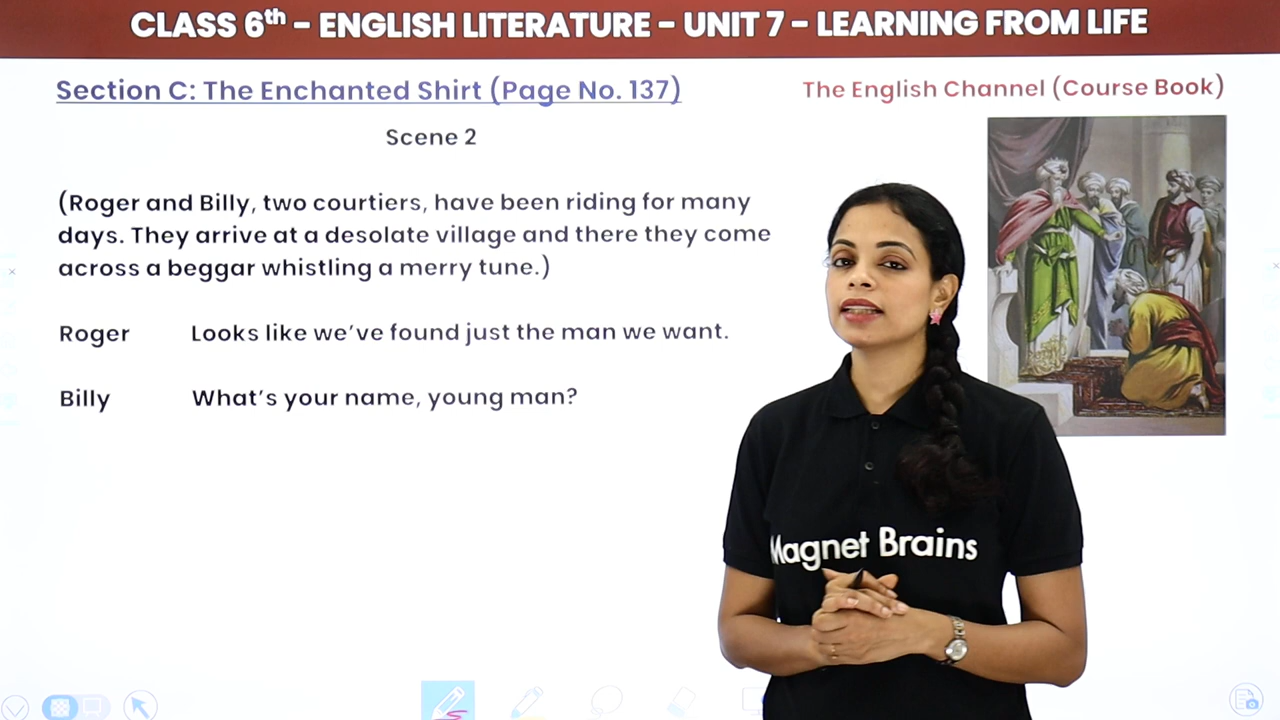 CLASS 6th - ENGLISH LITERATURE - UNIT 7 - LEARNING FROM LIFE
Section C: The Enchanted Shirt (Page No. 137)
The English Channel (Course Book)
Scene 2
(Roger and Billy, two courtiers, have been riding for many
days. They arrive at a desolate village and there they come
across a beggar whistling a merry tune.)
Roger Looks like we've found just the man we want.
Billy What's your name, young man?
Magnet Brains